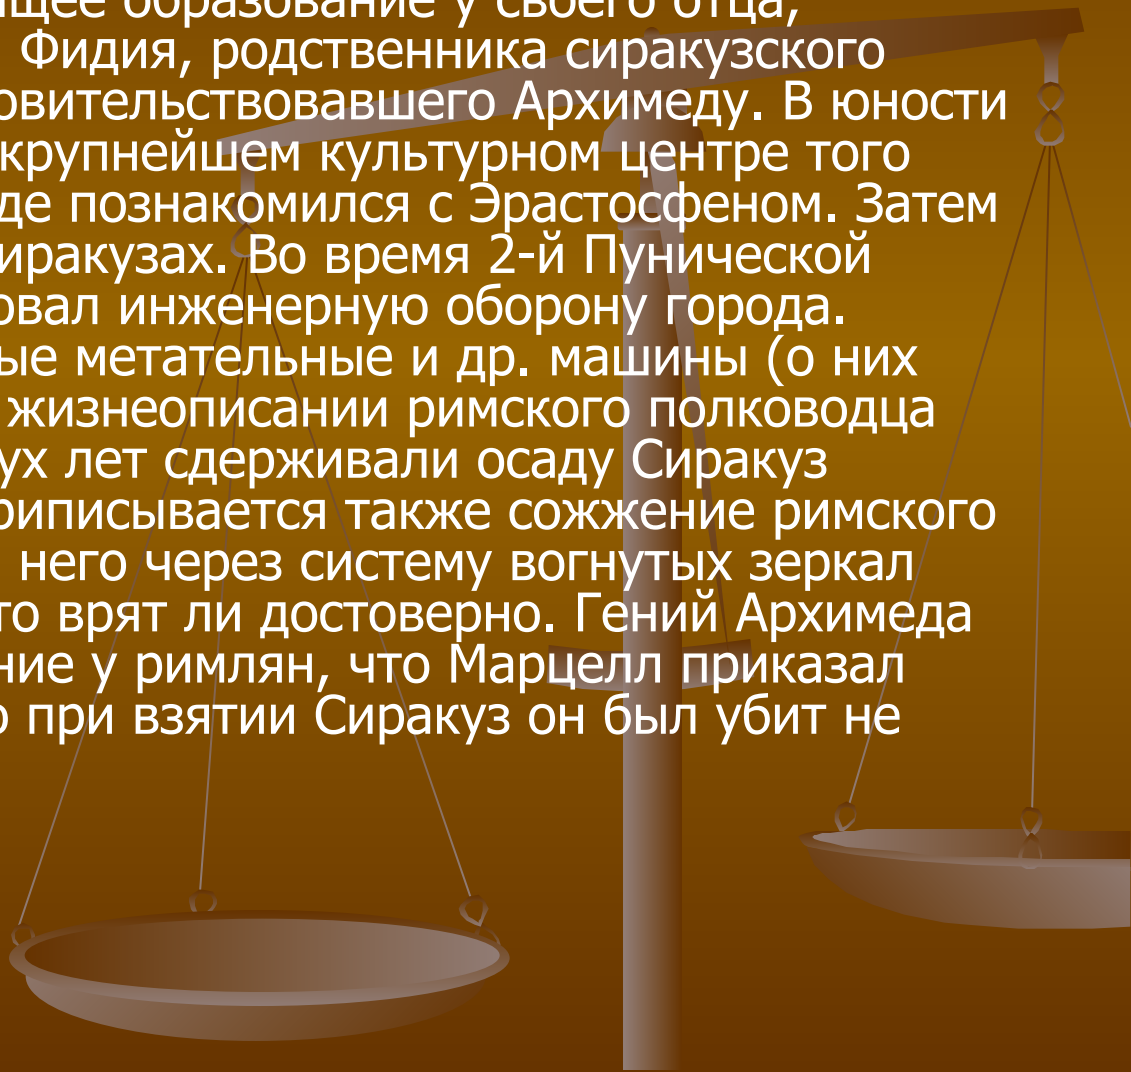 щее образование у своего отца,
Фидия, родственника сиракузского
овительствовавшего Архимеду. В юности
крупнейшем культурном центре того
де познакомился с Эрастосфеном. Затем
иракузах. Во время 2-й Пунической
овал инженерную оборону города.
ые метательные и др. машины (о них
жизнеописании римского полководца
ух лет сдерживали осаду Сиракуз
риписывается также сожжение римского
него через систему вогнутых зеркал
то врят ли достоверно. Гений Архимеда
ние у римлян, что Марцелл приказал
о при взятии Сиракуз он был убит не